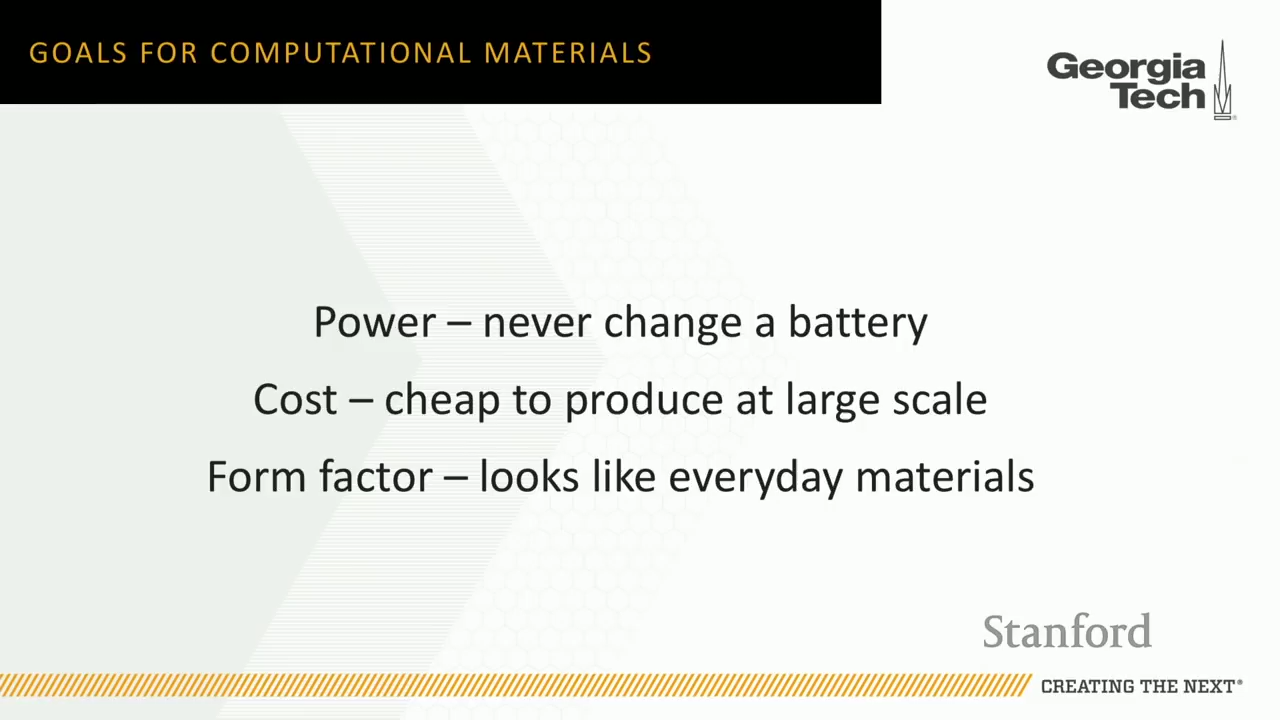 GOALS FOR COMPUTATIONAL MATERIALS
Georgia
Tech
Power – never change a battery
Cost – cheap to produce at large scale
Form factor – looks like everyday materials
Stanford
CREATING THE NEXT®